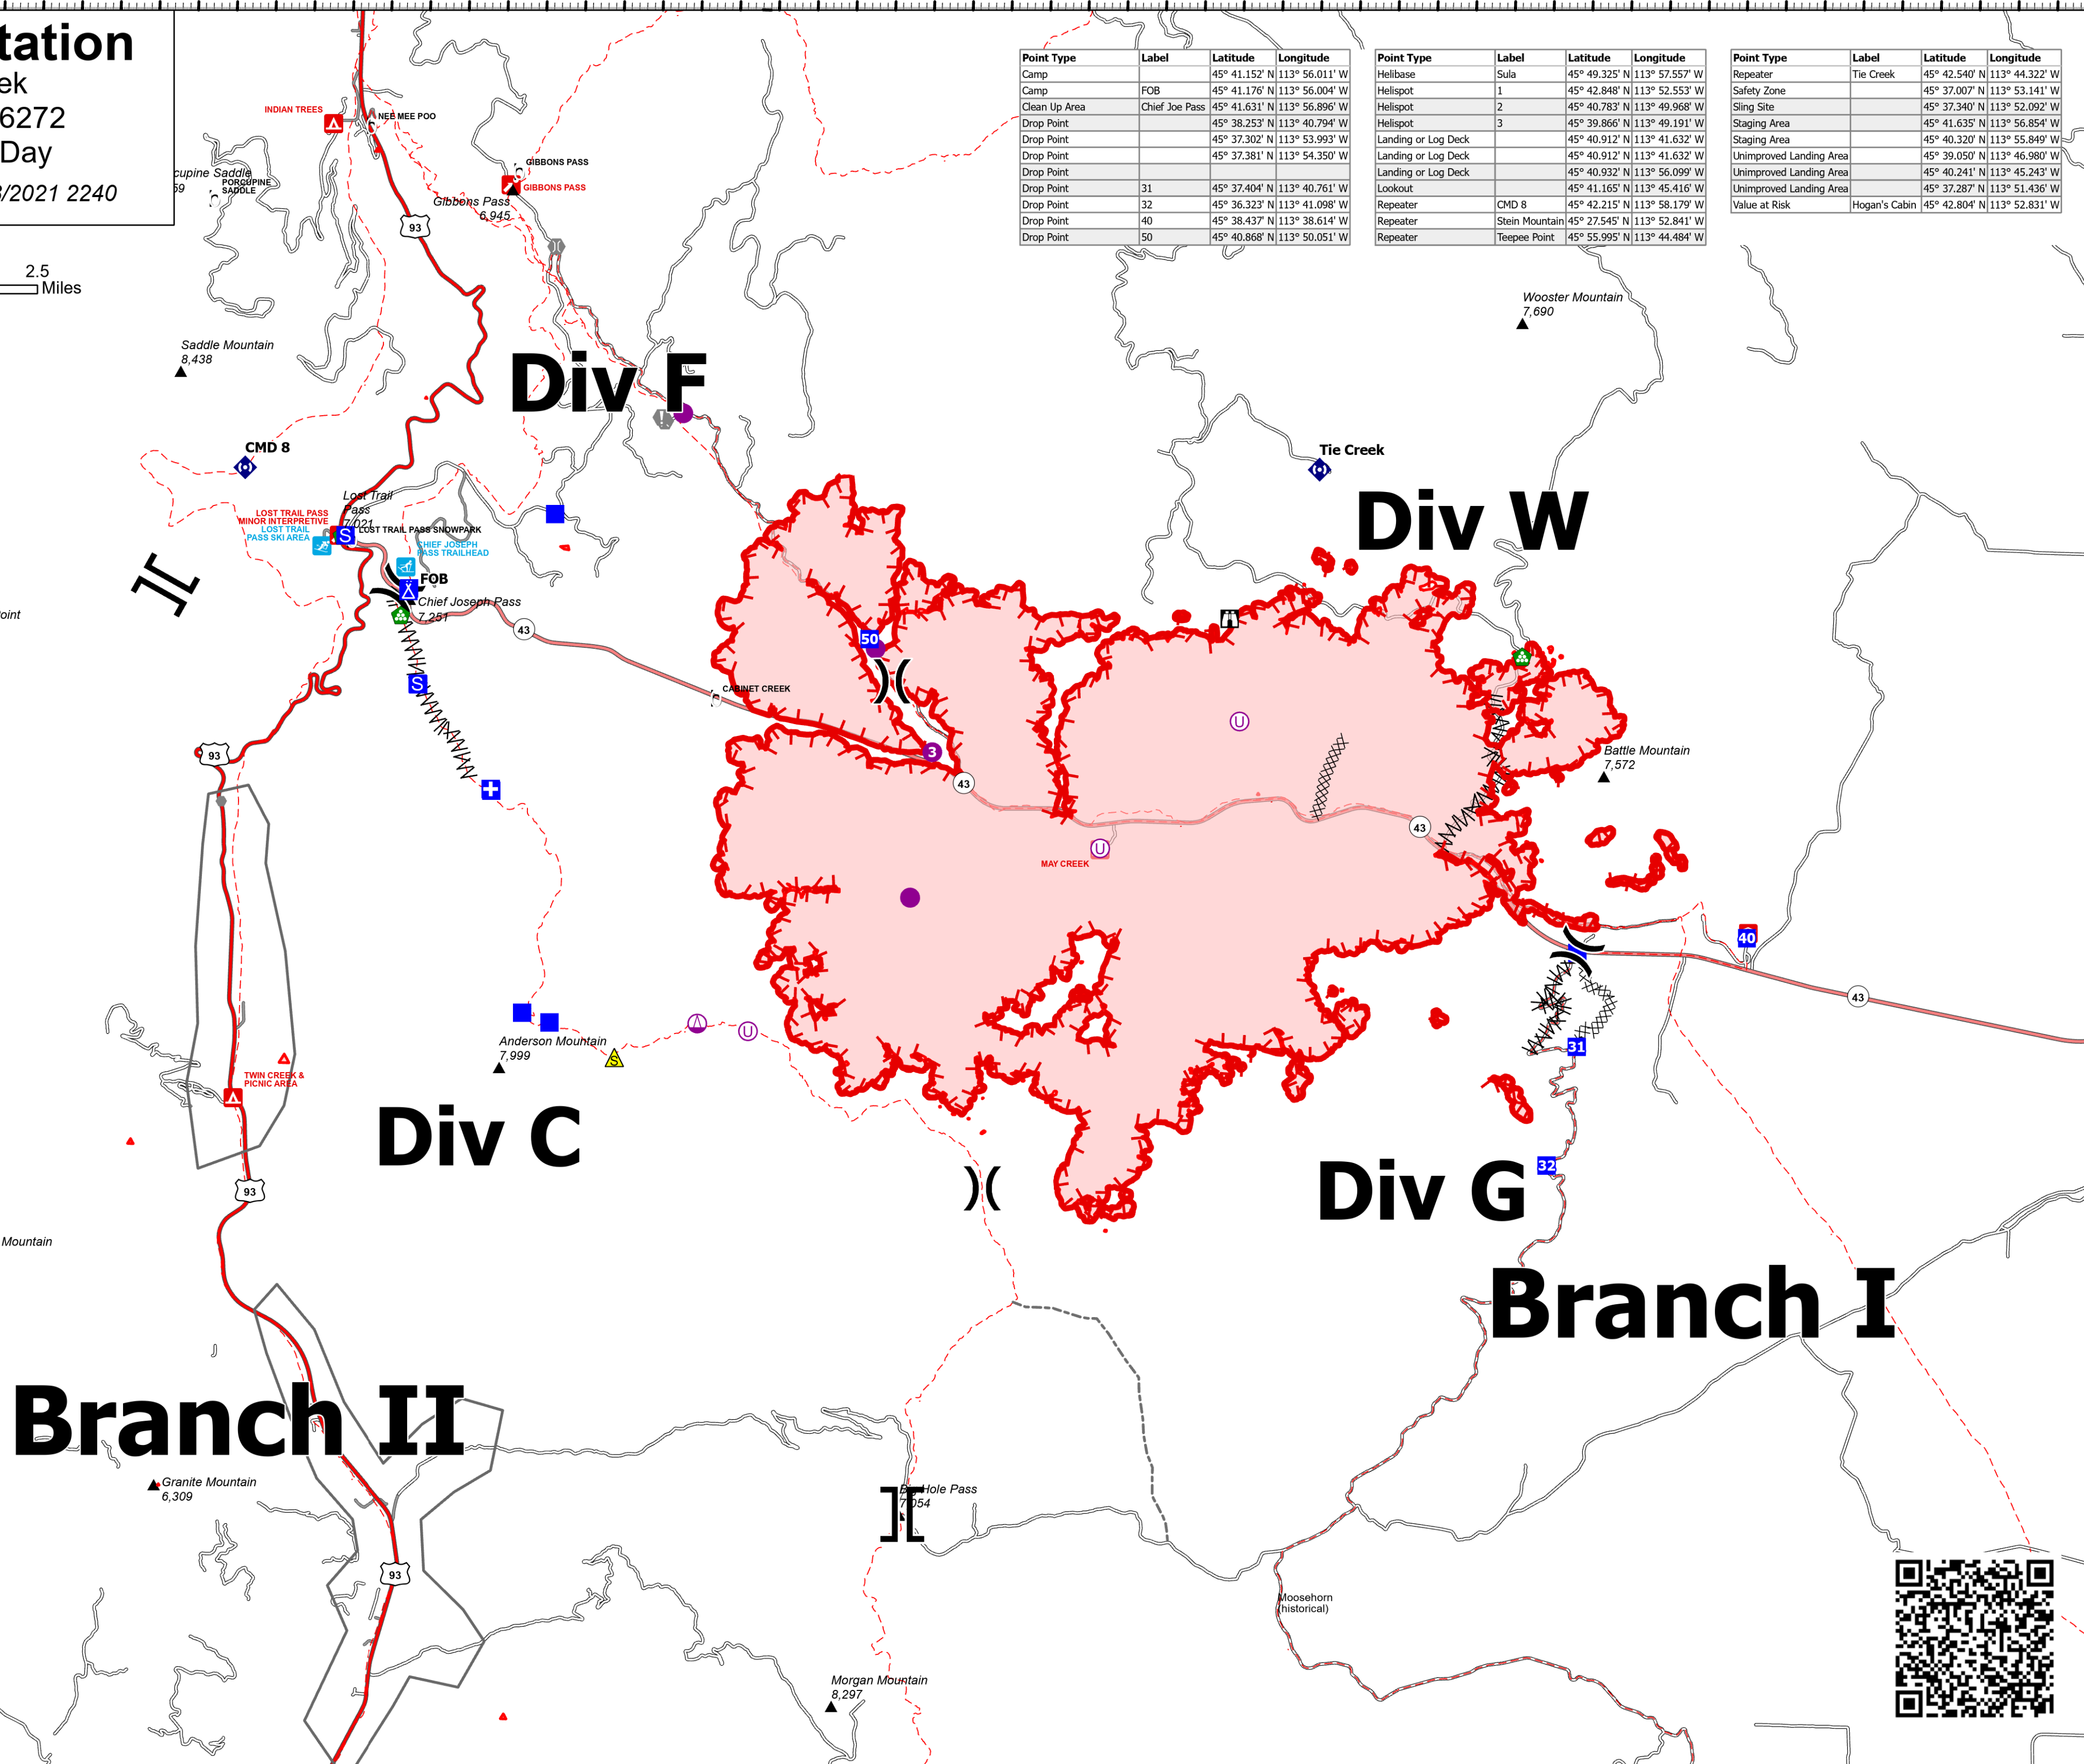 tation
ek
6272
Day
3/2021 2240
2.5
Miles
Point Type Label Latitude Longitude
Camp 45° 41.152' N 113° 56.011' W
Camp FOB 45° 41.176' N 113° 56.004' W
Clean Up Area Chief Joe Pass 45° 41.631' N 113° 56.896' W
Drop Point 45° 38.253' N 113° 40.794' W
Drop Point 45° 37.302' N 113° 53.993' W
Drop Point 45° 37.381' N 113° 54.350' W
Drop Point
Drop Point 31 45° 37.404' N 113° 40.761' W
Drop Point 32 45° 36.323' N 113° 41.098' W
Drop Point 40 45° 38.437' N 113° 38.614' W
Drop Point 50 45° 40.868' N 113° 50.051' W
Point Type Label Latitude Longitude
Helibase Sula 45° 49.325' N 113° 57.557' W
Helispot 1 45° 42.848' N 113° 52.553' W
Helispot 2 45° 40.783' N 113° 49.968' W
Helispot 3 45° 39.866' N 113° 49.191' W
Landing or Log Deck 45° 40.912' N 113° 41.632' W
Landing or Log Deck 45° 40.912' N 113° 41.632' W
Landing or Log Deck 45° 40.932' N 113° 56.099' W
Lookout 45° 41.165' N 113° 45.416' W
Repeater CMD 8 45° 42.215' N 113° 58.179' W
Repeater Stein Mountain 45° 27.545' N 113° 52.841' W
Repeater Teepee Point 45° 55.995' N 113° 44.484' W
Point Type Label Latitude Longitude
Repeater Tie Creek 45° 42.540' N 113° 44.322' W
Safety Zone 45° 37.007' N 113° 53.141' W
Sling Site 45° 37.340' N 113° 52.092' W
Staging Area 45° 41.635' N 113° 56.854' W
Staging Area 45° 40.320' N 113° 55.849' W
Unimproved Landing Area 45° 39.050' N 113° 46.980' W
Unimproved Landing Area 45° 40.241' N 113° 45.243' W
Unimproved Landing Area 45° 37.287' N 113° 51.436' W
Value at Risk Hogan's Cabin 45° 42.804' N 113° 52.831' W
INDIAN TREES
NEE MEE POO
cupine Saddle
59
PORCUPINE
SADDLE
GIBBONS PASS
GIBBONS PASS
Gibbons Pass
6,945
93
Wooster Mountain
7,690
Saddle Mountain
8,438
Div F
CMD 8
Tie Creek
Div W
Lost Trail
Pass
7,021
LOST TRAIL PASS
MINOR INTERPRETIVE
LOST TRAIL
PASS SKI AREA
S
LOST TRAIL PASS SNOWPARK
CHIEF JOSEPH
PASS TRAILHEAD
FOB
Chief Joseph Pass
7,251
oint
43
50
S
CABINET CREEK
U
3
43
93
Battle Mountain
7,572
43
U
MAY CREEK
40
43
31
U
Anderson Mountain
7,999
S
TWIN CREEK &
PICNIC AREA
Div C
32
Div G
93
Mountain
Branch I
Branch II
Granite Mountain
6,309
Big Hole Pass
7,054
93
Moosehorn
(historical)
Morgan Mountain
8,297